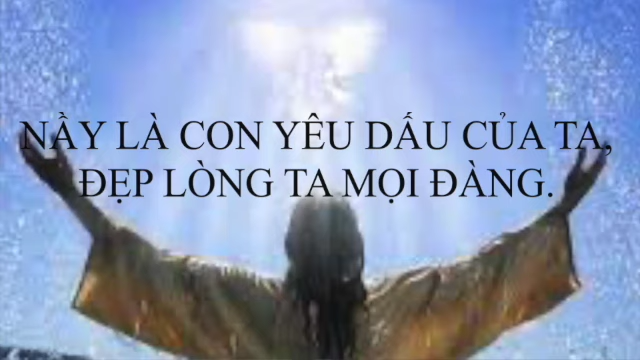 NẦY LÀ CON YÊU DẤU CỦA TA,
ĐẸP LÒNG TA MỌI ĐÀNG.